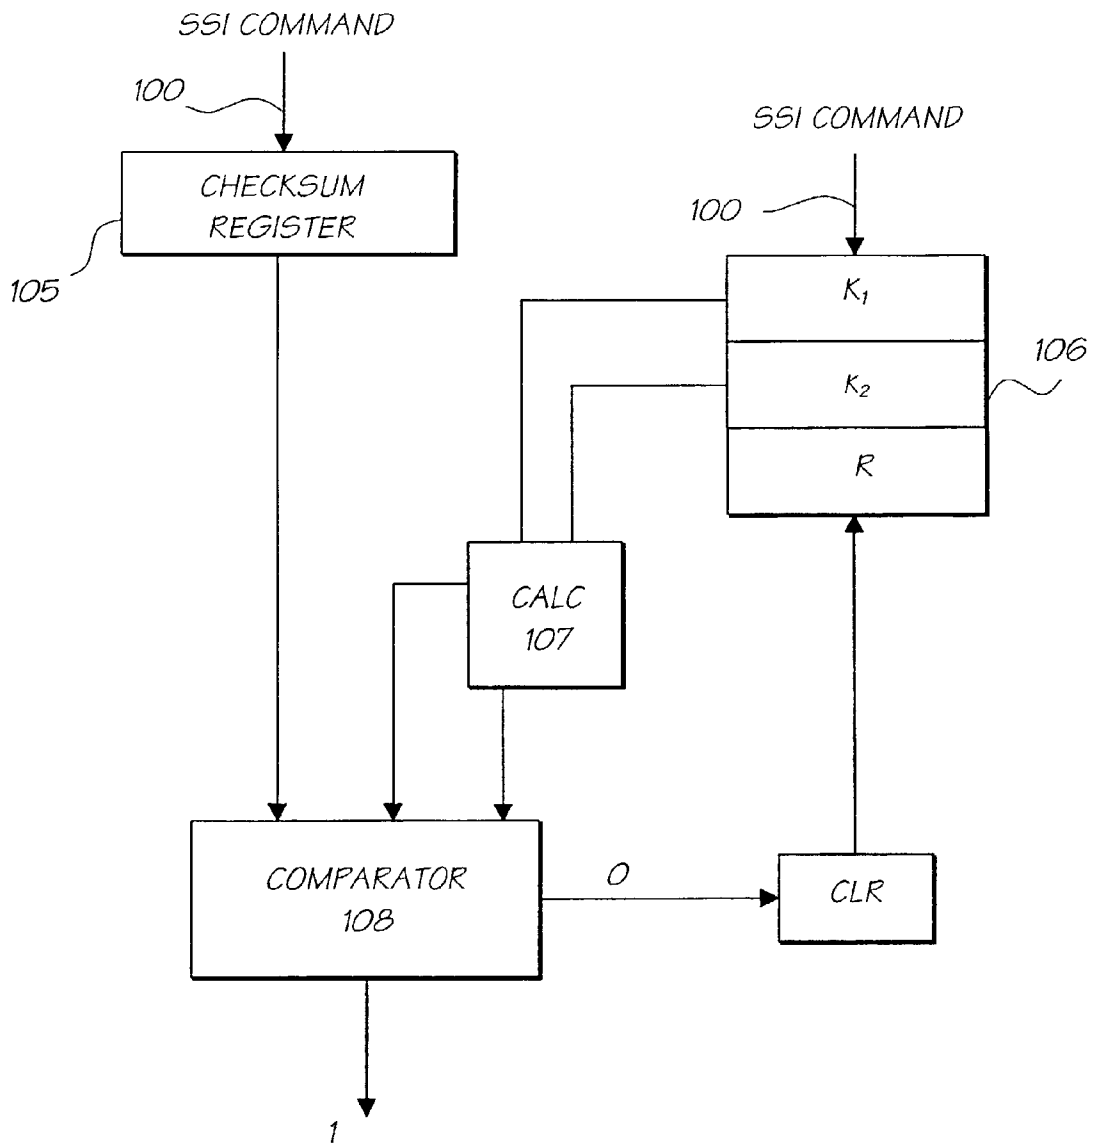 SSI COMMAND
100
CHECKSUM
REGISTER
105
SSI COMMAND
100
K₁
K₂
R
106
CALC
107
COMPARATOR
108
0
CLR
1